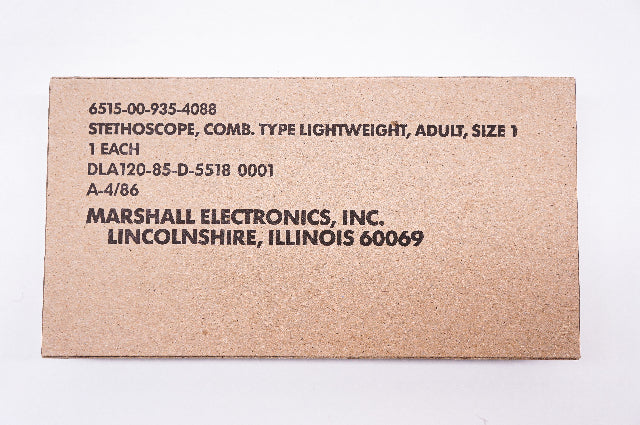 6515-00-935-4088
STETHOSCOPE, COMB. TYPE LIGHTWEIGHT, ADULT, SIZE 1
1 EACH
DLA120-85-D-5518 0001
A-4/86
MARSHALL ELECTRONICS, INC.
LINCOLNSHIRE, ILLINOIS 60069